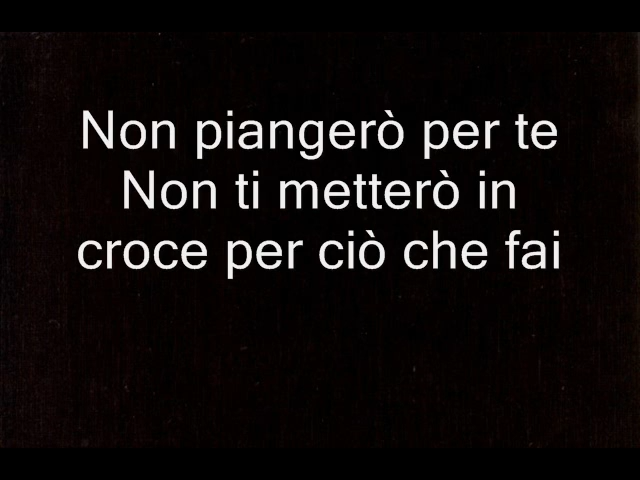 Non piangerò per te
Non ti metterò in
croce per ciò che fai